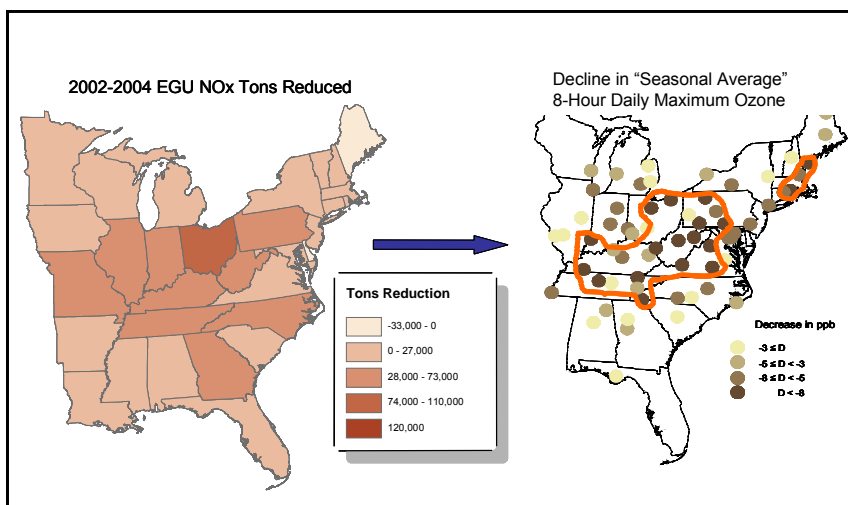 2002-2004 EGU NOx Tons Reduced
Decline in “Seasonal Average”
8-Hour Daily Maximum Ozone
Tons Reduction
-33,000 - 0
0 - 27,000
28,000 - 73,000
74,000 - 110,000
120,000
Decrease in ppb
-3 ≤ D
-5 ≤ D < -3
-8 ≤ D < -5
D < -8